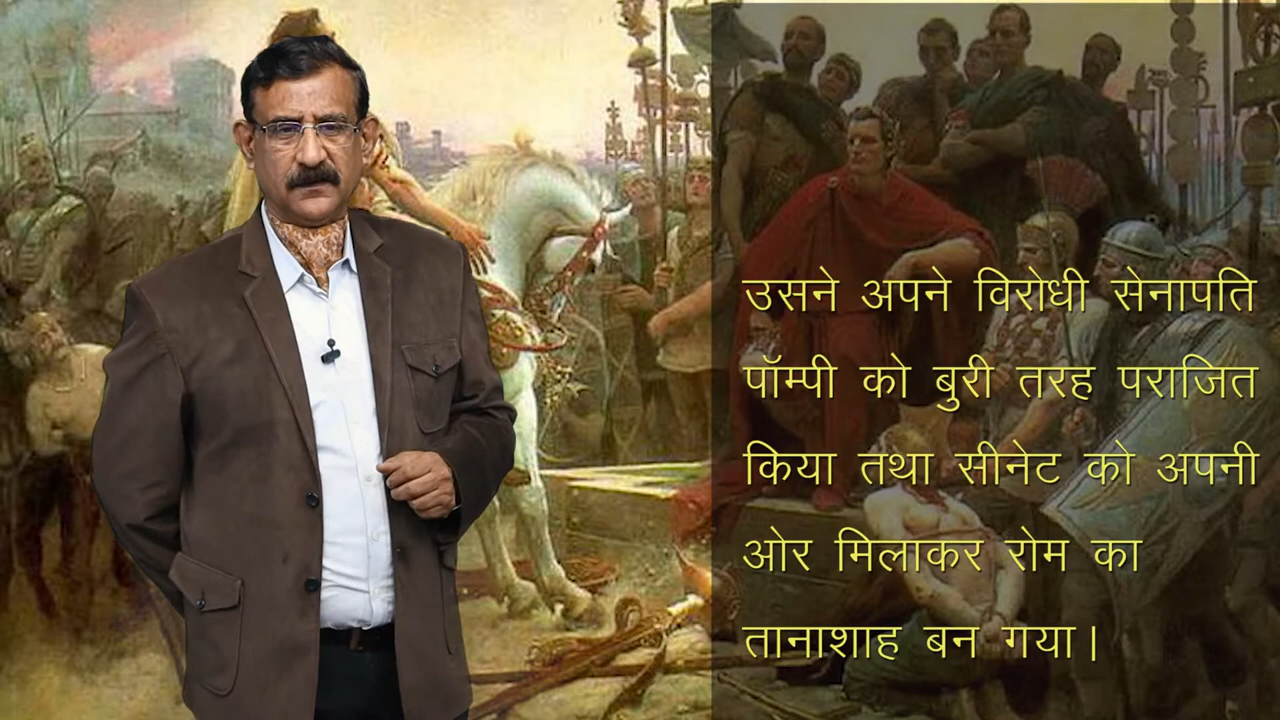 उसने अपने विरोधी सेनापति
पॉम्पी को बुरी तरह पराजित
किया तथा सीनेट को अपनी
ओर मिलाकर रोम का
तानाशाह बन गया।